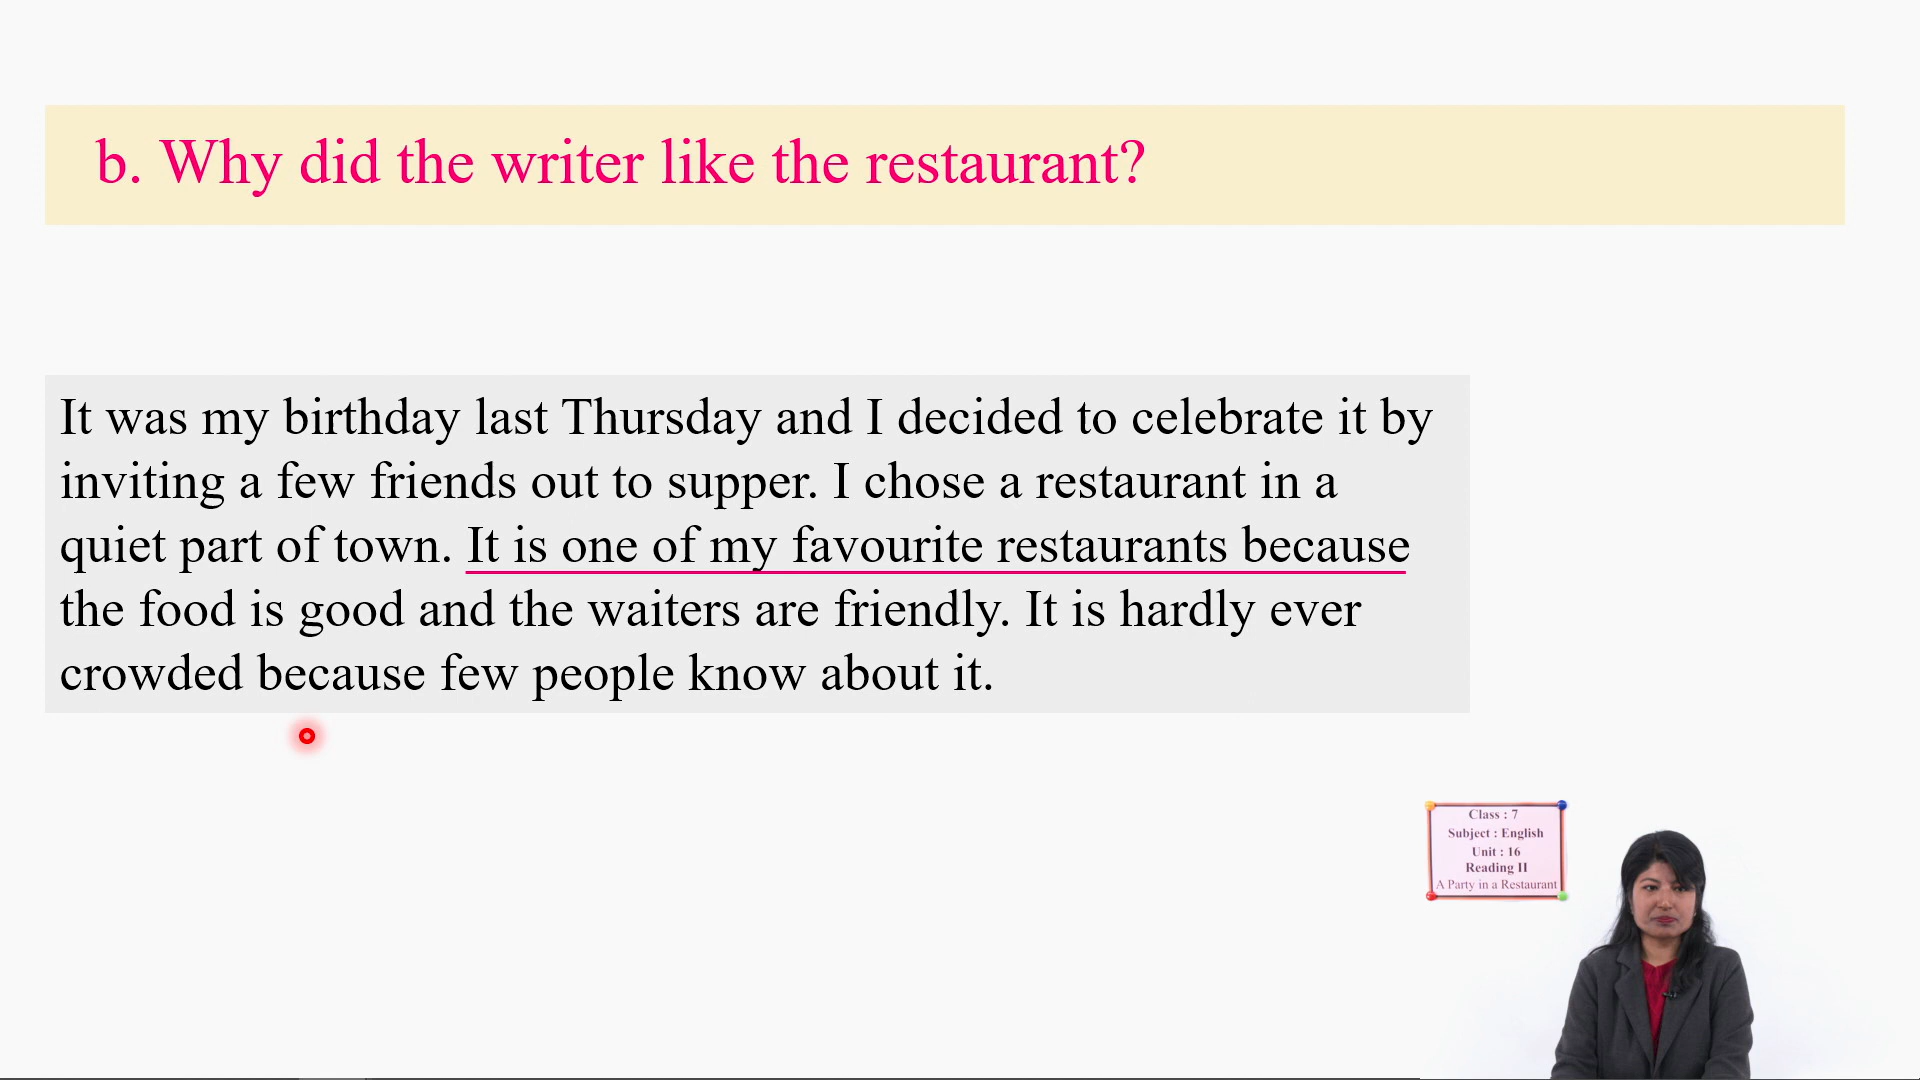 b. Why did the writer like the restaurant?
It was my birthday last Thursday and I decided to celebrate it by
inviting a few friends out to supper. I chose a restaurant in a
quiet part of town. It is one of my favourite restaurants because
the food is good and the waiters are friendly. It is hardly ever
crowded because few people know about it.
Class : 7
Subject : English
Unit : 16
Reading II
A Party in a Restaurant